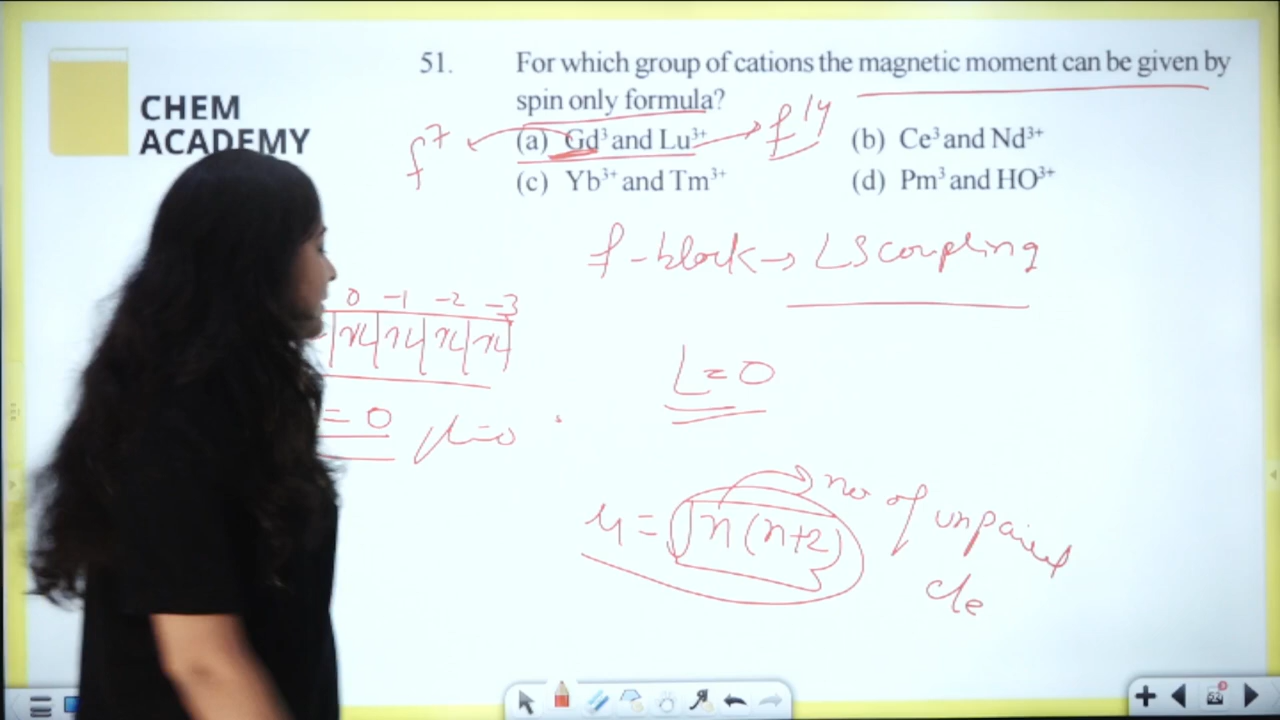 CHEM
ACADEMY
51. For which group of cations the magnetic moment can be given by
spin only formula?
(a) Gd³ and Lu³⁺ (b) Ce³ and Nd³⁺
(c) Yb³⁺ and Tm³⁺ (d) Pm³ and HO³⁺
f⁷
f¹⁴
f-block → LS coupling
0 -1 -2 -3
= 0 μ=0
L=0
μ = √n(n+2)
no of unpaired